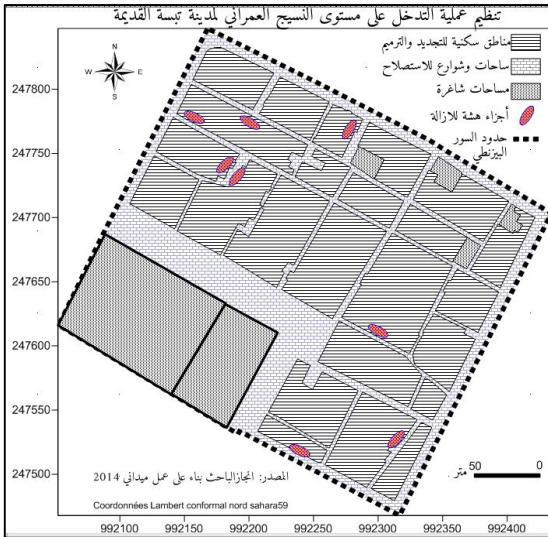 تنظيم عملية التدخل على مستوى النسيج العمراني لمدينة تبسة القديمة
مناطق سكنية للتجديد والترميم
ساحات وشوارع للاستصلاح
مساحات شاغرة
أجزاء هشة للازالة
حدود السور
البيزنطي
N
W E
S
247800
247750
247700
247650
247600
247550
247500
50 0
متر
المصدر: انجازالباحث بناء على عمل ميداني 2014
Coordonnées Lambert conformal nord sahara59
992100 992150 992200 992250 992300 992350 992400